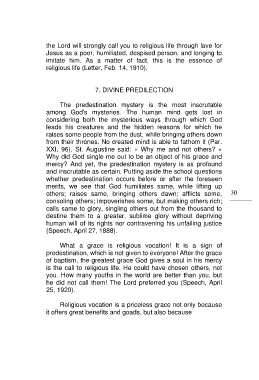 the Lord will strongly call you to religious life through lave for
Jesus as a poor, humiliated, despised person, and longing to
imitate him. As a matter of fact, this is the essence of
religious life (Letter, Feb. 14, 1910).
7. DIVINE PREDILECTION
The predestination mystery is the most inscrutable
among God's mysteries. The human mind gets lost in
considering both the mysterious ways through which God
leads his creatures and the hidden reasons for which he
raises some people from the dust, while bringing others down
from their thrones. No created mind is able to fathom it (Par.
XXI, 96). St. Augustine said: « Why me and not others? »
Why did God single me out to be an object of his grace and
mercy? And yet, the predestination mystery is as profound
and inscrutable as certain. Putting aside the school questions
whether predestination occurs before or after the foreseen
merits, we see that God humiliates same, while lifting up
others; raises same, bringing others dawn; afflicts some,
consoling others; impoverishes some, but making others rich;
calls same to glory, singling others out from the thousand to
destine them to a greater, sublime glory without depriving
human will of its rights nor contravening his unfailing justice
(Speech, April 27, 1888).
30
What a grace is religious vocation! It is a sign of
predestination, which is not given to everyone! After the grace
of baptism, the greatest grace God gives a soul in his mercy
is the call to religious life. He could have chosen others, not
you. How many youths in the world are better than you, but
he did not call them! The Lord preferred you (Speech, April
25, 1920).
Religious vocation is a priceless grace not only because
it offers great benefits and goads, but also because